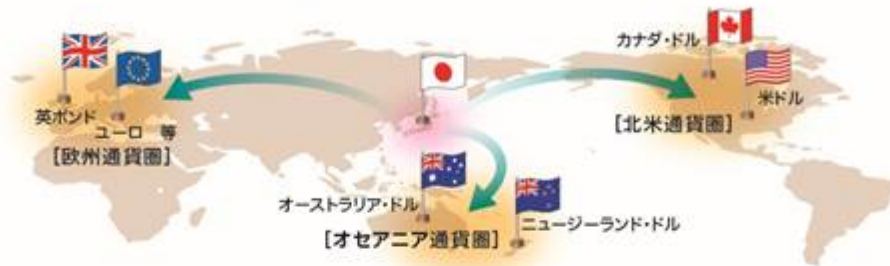 英ポンド
ユーロ 等
[欧州通貨圏]
カナダ・ドル
米ドル
[北米通貨圏]
オーストラリア・ドル
ニュージーランド・ドル
[オセアニア通貨圏]